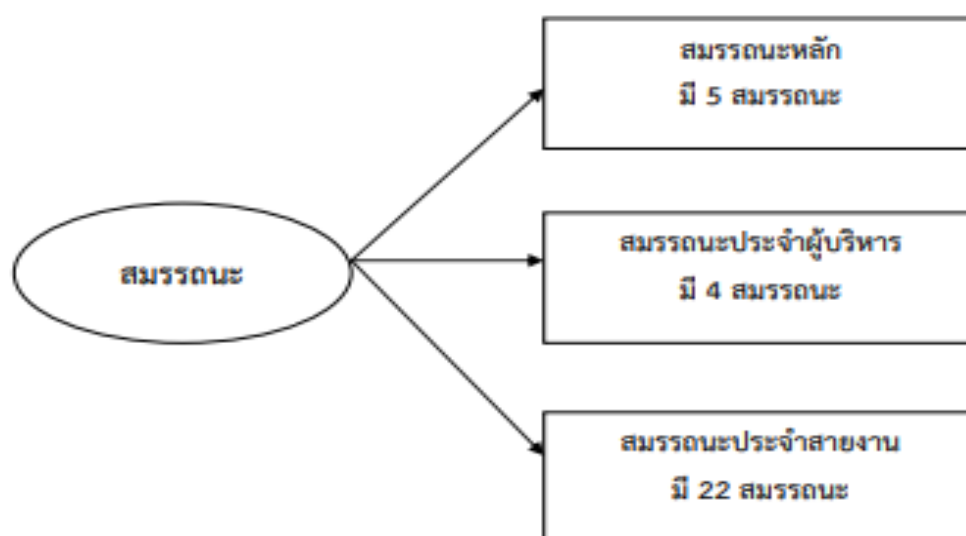 สมรรถนะหลัก
มี 5 สมรรถนะ
สมรรถนะ
สมรรถนะประจำผู้บริหาร
มี 4 สมรรถนะ
สมรรถนะประจำสายงาน
มี 22 สมรรถนะ